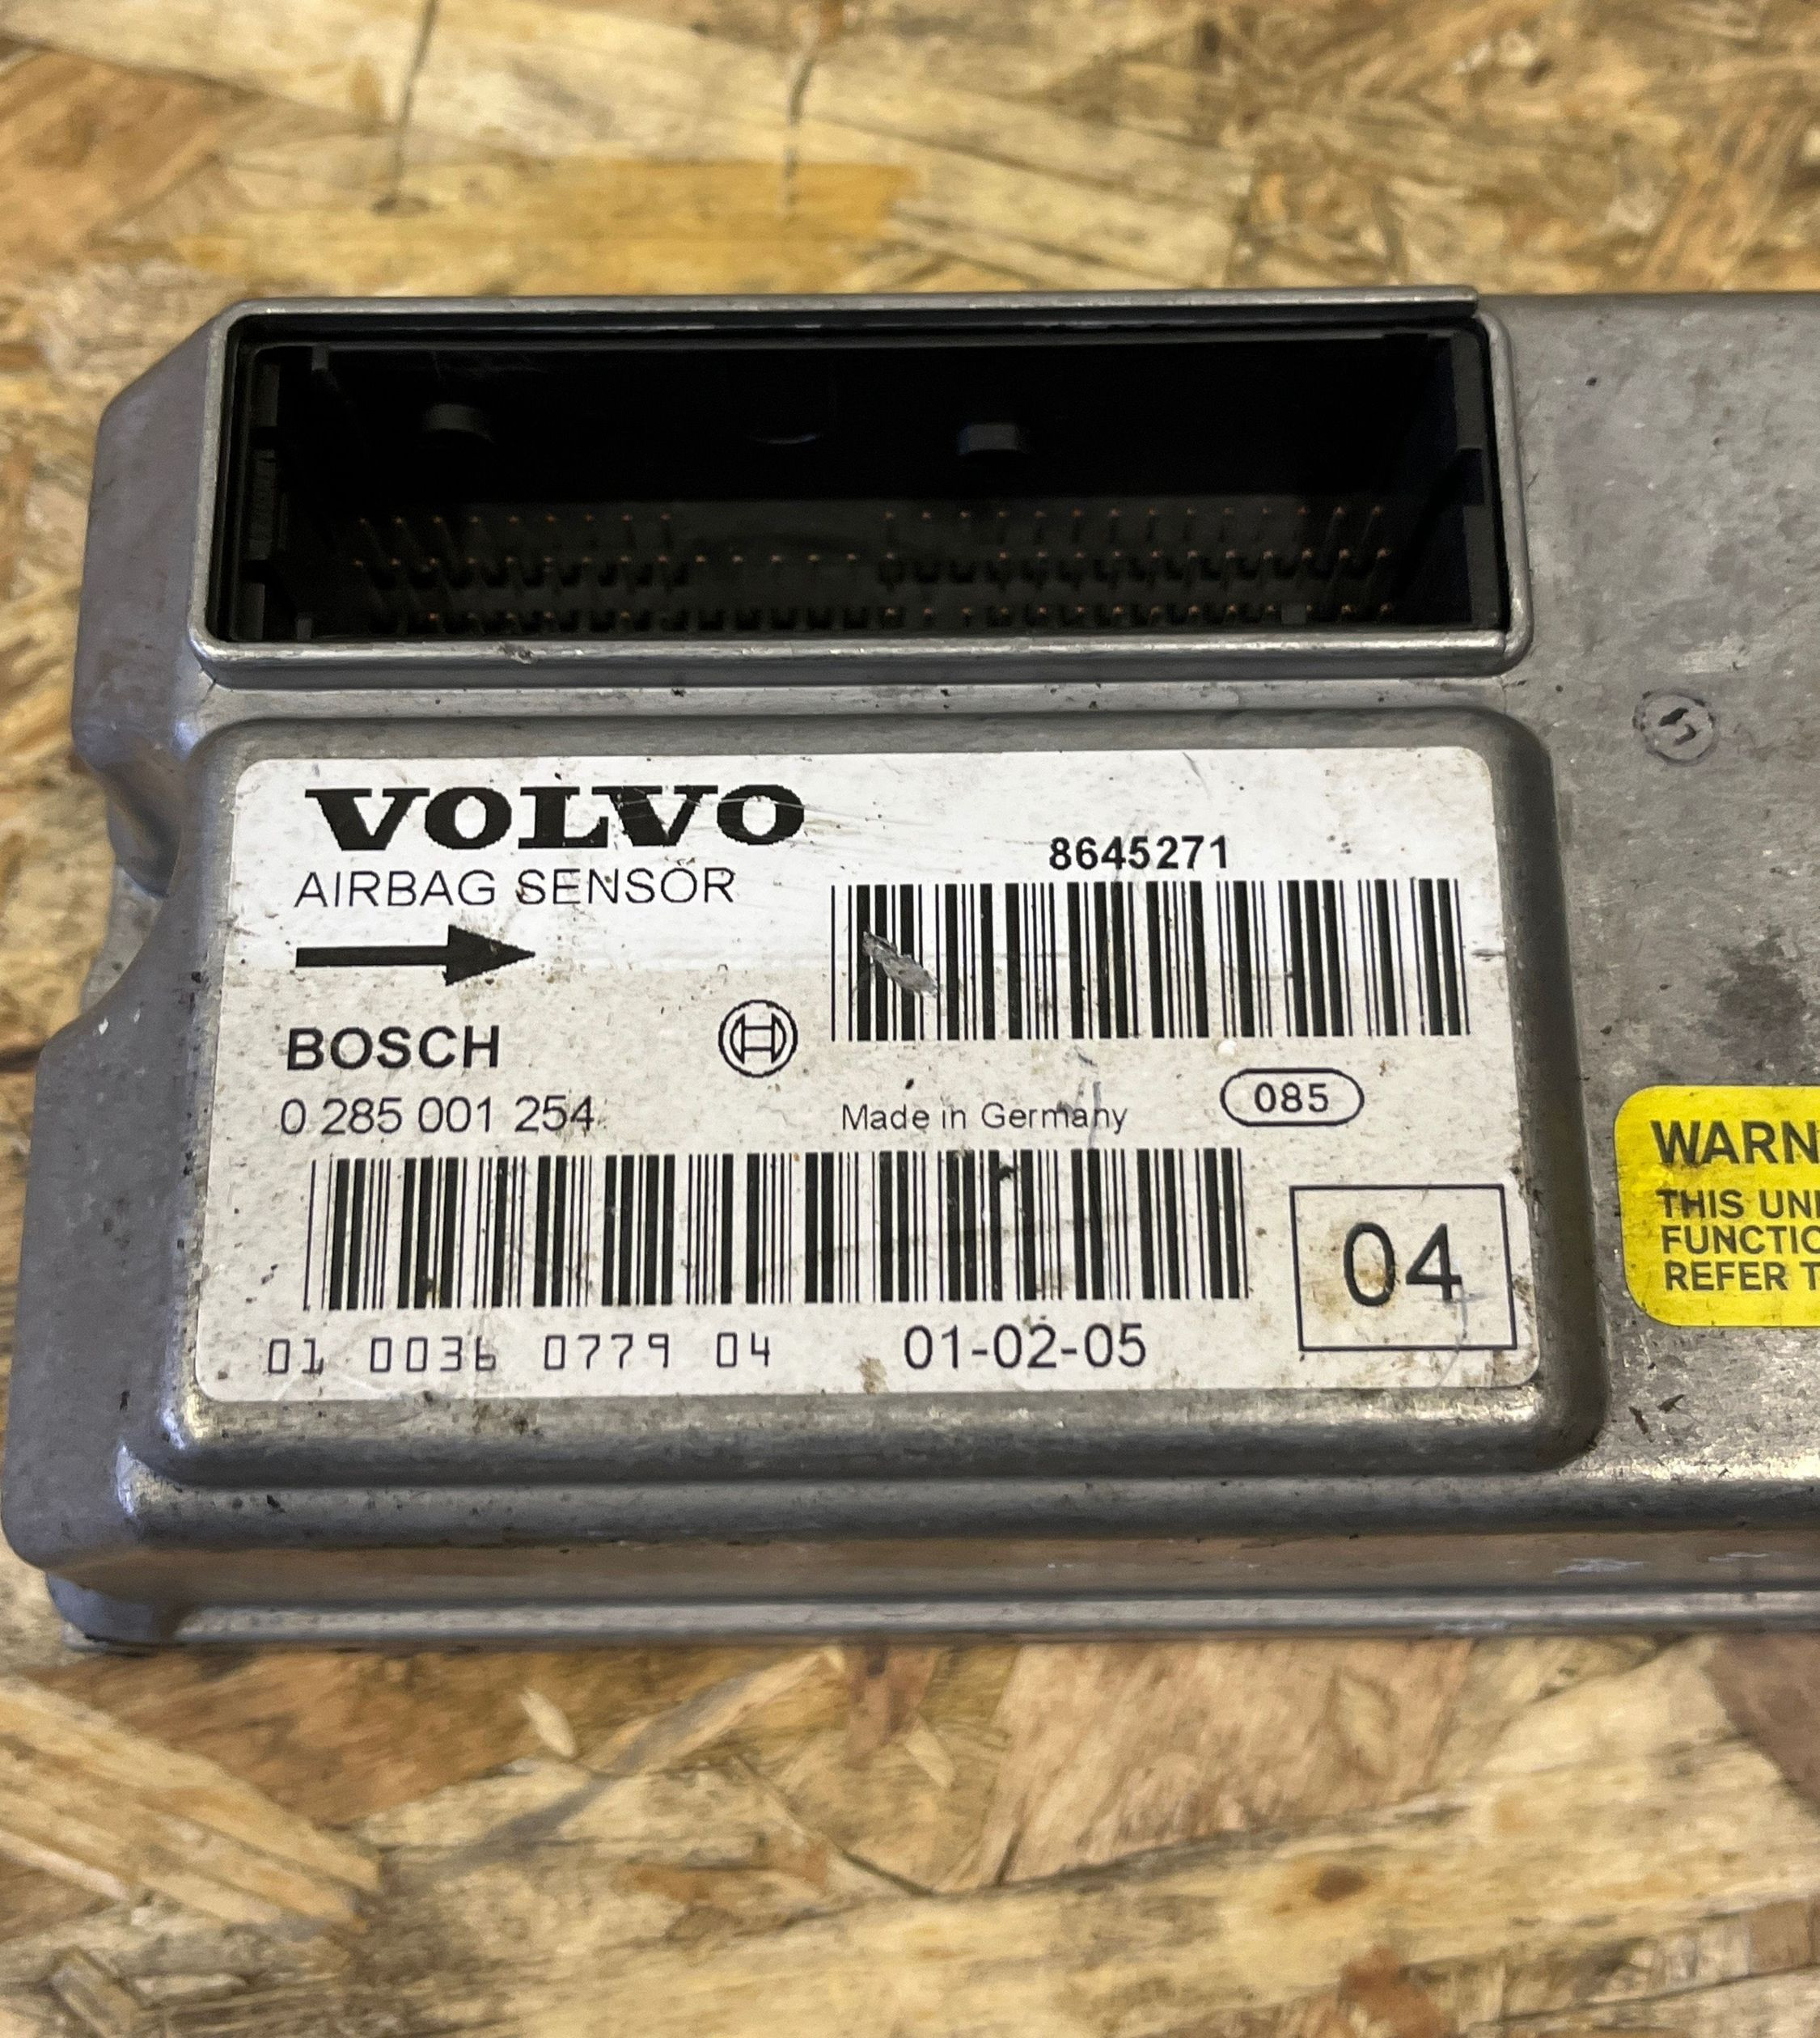 VOLVO
AIRBAG SENSOR
8645271
BOSCH
0 285 001 254
Made in Germany
085
04
01 0036 0779 04
01-02-05
WARN
THIS UNI
FUNCTIO
REFER T